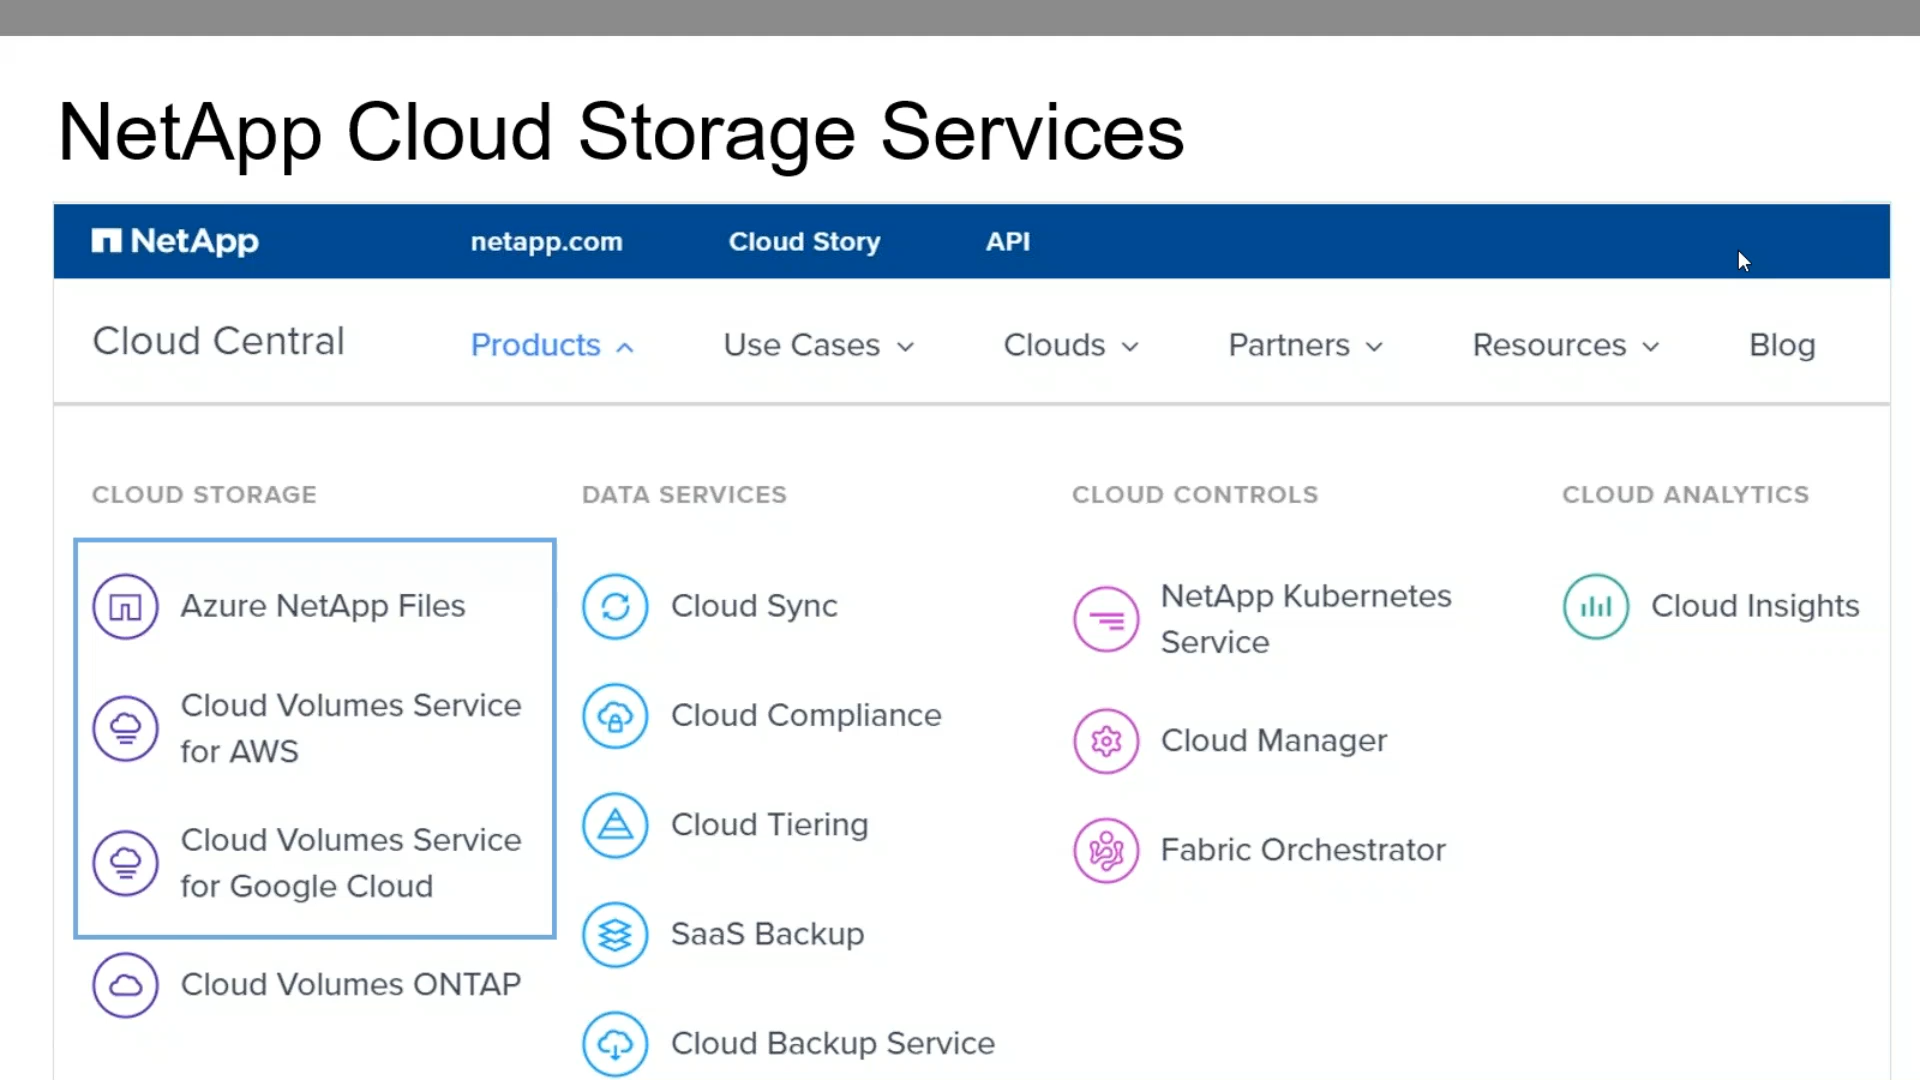 NetApp Cloud Storage Services
NetApp
netapp.com
Cloud Story
API
Cloud Central
Products
Use Cases
Clouds
Partners
Resources
Blog
CLOUD STORAGE
Azure NetApp Files
Cloud Volumes Service
for AWS
Cloud Volumes Service
for Google Cloud
Cloud Volumes ONTAP
DATA SERVICES
Cloud Sync
Cloud Compliance
Cloud Tiering
SaaS Backup
Cloud Backup Service
CLOUD CONTROLS
NetApp Kubernetes
Service
Cloud Manager
Fabric Orchestrator
CLOUD ANALYTICS
Cloud Insights